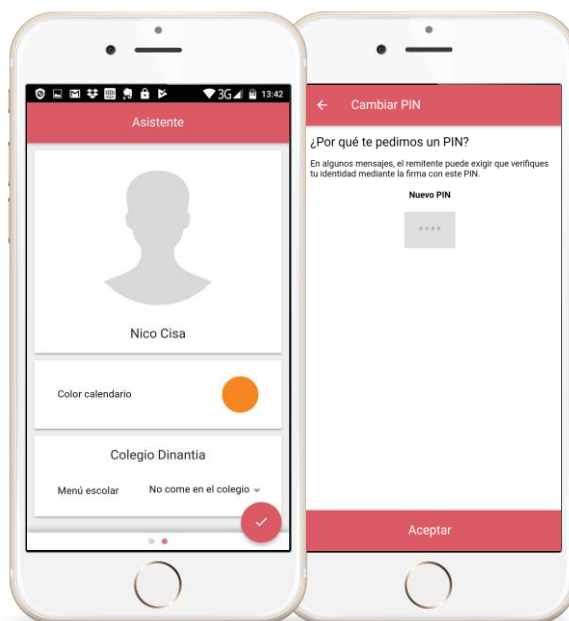 3G 13:42
Asistente
Nico Cisa
Color calendario
Colegio Dinantia
Menú escolar No come en el colegio
Cambiar PIN
¿Por qué te pedimos un PIN?
En algunos mensajes, el remitente puede exigir que verifiques
tu identidad mediante la firma con este PIN.
Nuevo PIN
****
Aceptar